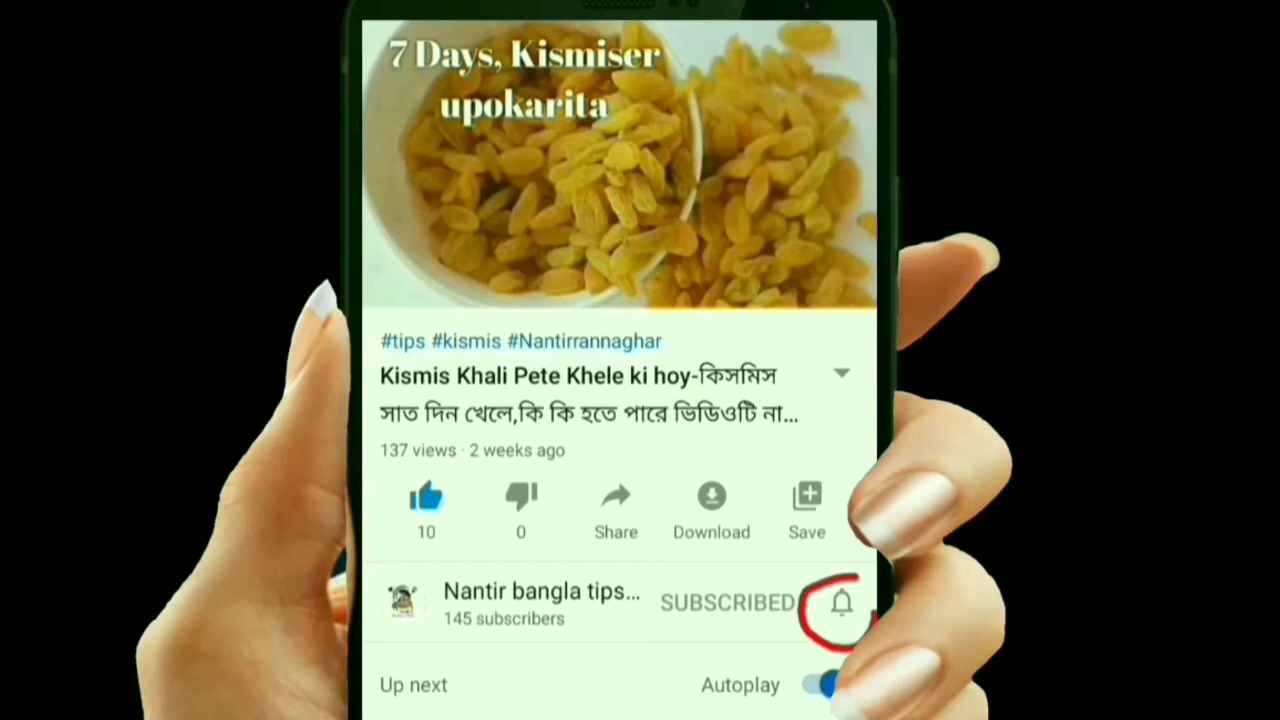 7 Days, Kismiser
upokarita
#tips #kismis #Nantirrannaghar
Kismis Khali Pete Khele ki hoy-কিসমিস
সাত দিন খেলে,কি কি হতে পারে ভিডিওটি না...
137 views · 2 weeks ago
10
0
Share
Download
Save
Nantir bangla tips...
SUBSCRIBED
145 subscribers
Up next
Autoplay